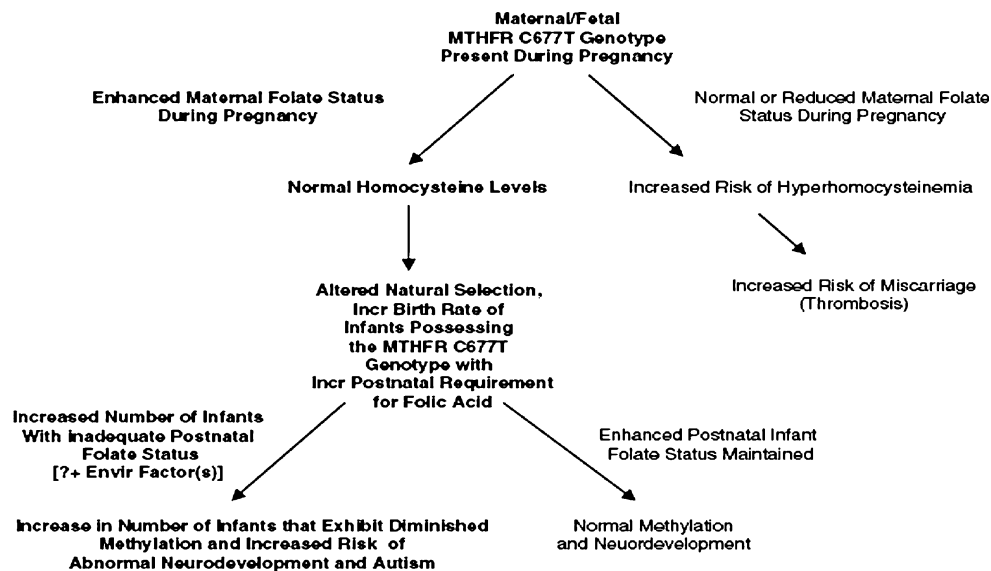 Maternal/Fetal
MTHFR C677T Genotype
Present During Pregnancy
Enhanced Maternal Folate Status
During Pregnancy
Normal or Reduced Maternal Folate
Status During Pregnancy
Normal Homocysteine Levels
Increased Risk of Hyperhomocysteinemia
Increased Risk of Miscarriage
(Thrombosis)
Altered Natural Selection,
Incr Birth Rate of
Infants Possessing
the MTHFR C677T
Genotype with
Incr Postnatal Requirement
for Folic Acid
Increased Number of Infants
With Inadequate Postnatal
Folate Status
[?+ Envir Factor(s)]
Enhanced Postnatal Infant
Folate Status Maintained
Increase in Number of Infants that Exhibit Diminished
Methylation and Increased Risk of
Abnormal Neurodevelopment and Autism
Normal Methylation
and Neuordevelopment